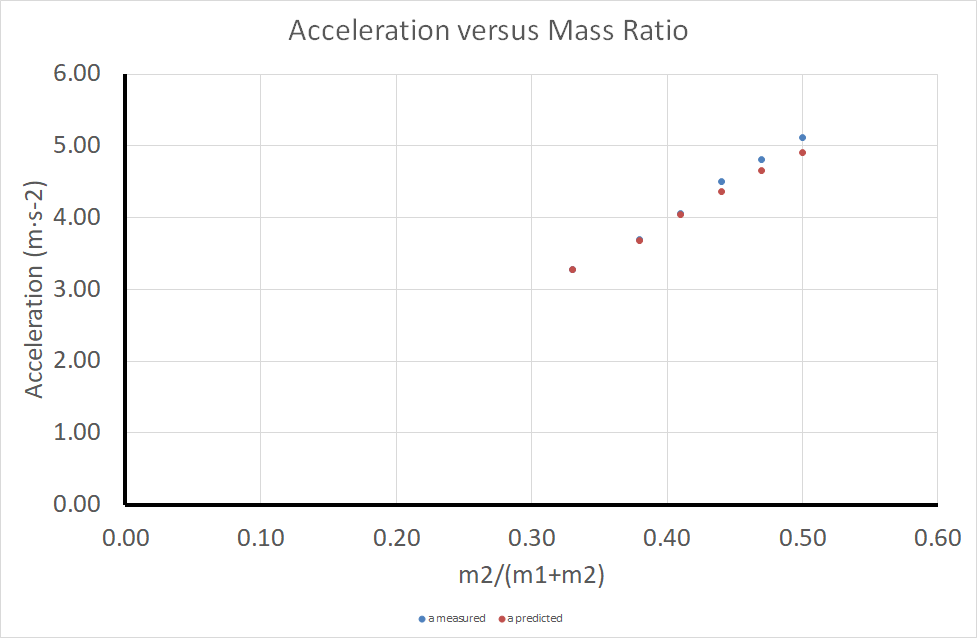 Acceleration versus Mass Ratio
6.00
5.00
4.00
3.00
2.00
1.00
0.00
Acceleration (m·s-2)
0.00 0.10 0.20 0.30 0.40 0.50 0.60
m2/(m1+m2)
a measured a predicted